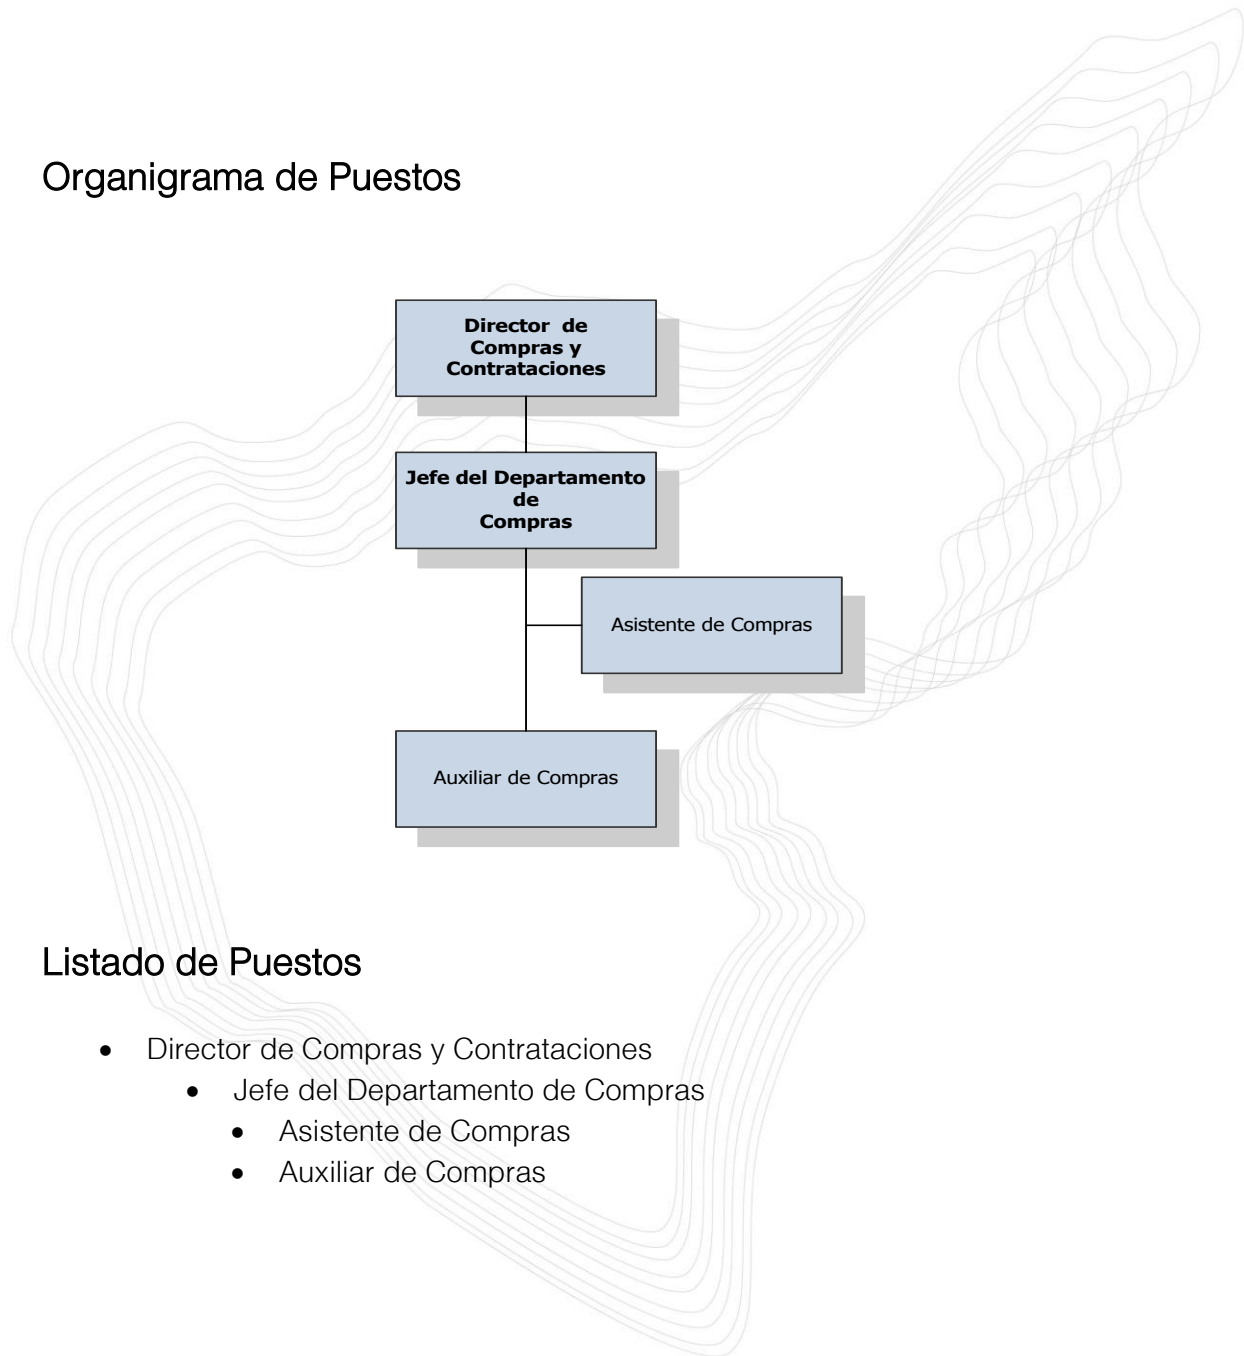 Organigrama de Puestos
Director de
Compras y
Contrataciones
Jefe del Departamento
de
Compras
Asistente de Compras
Auxiliar de Compras
Listado de Puestos
• Director de Compras y Contrataciones
• Jefe del Departamento de Compras
• Asistente de Compras
• Auxiliar de Compras